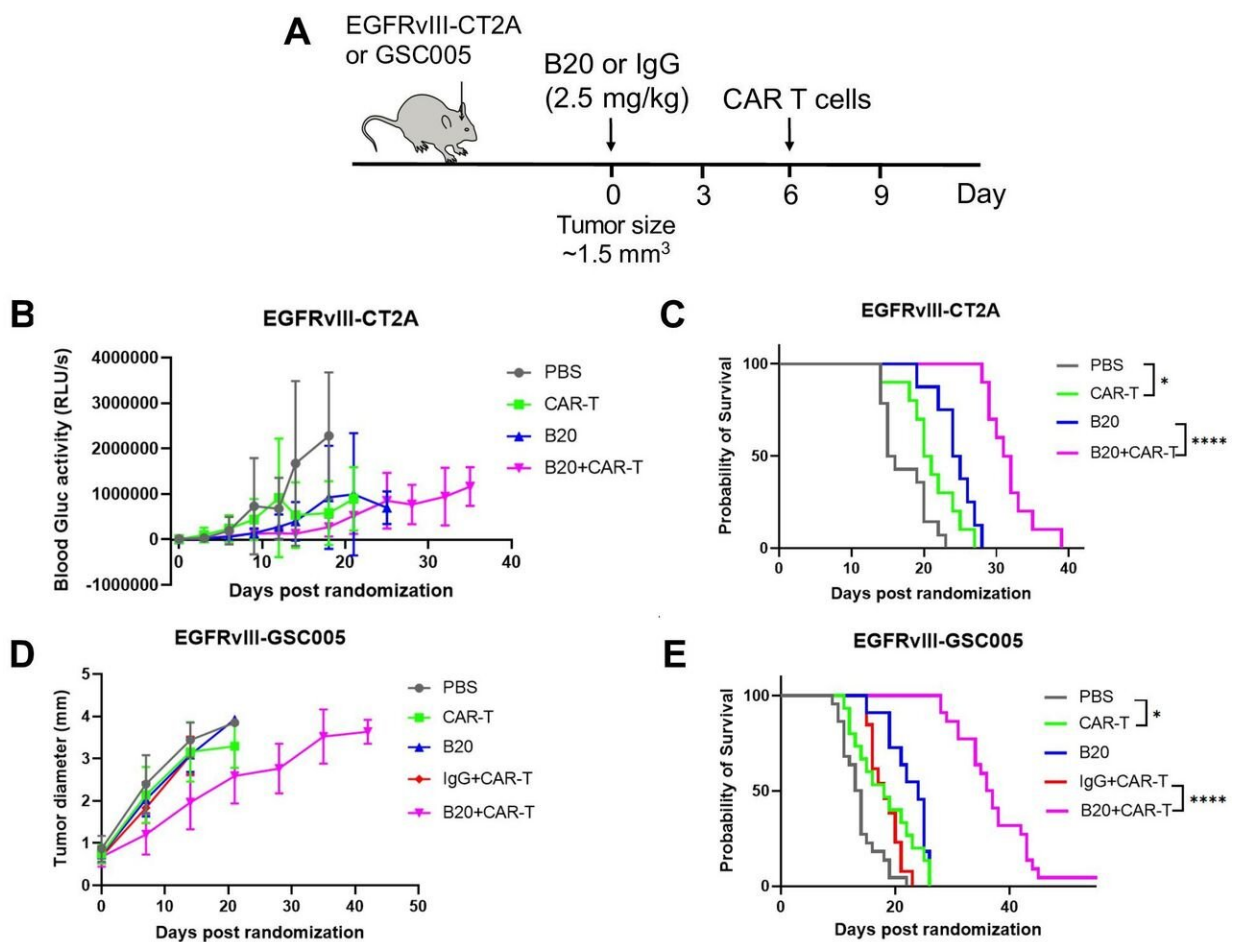 A
EGFRvIII-CT2A
or GSC005
B20 or IgG
(2.5 mg/kg)
CAR T cells
0
3
6
9
Day
Tumor size
~1.5 mm³
B
EGFRvIII-CT2A
Blood Gluc activity (RLU/s)
4000000
3000000
2000000
1000000
0
-1000000
10
20
30
40
Days post randomization
PBS
CAR-T
B20
B20+CAR-T
C
EGFRvIII-CT2A
Probability of Survival
100
50
0
0
10
20
30
40
Days post randomization
PBS
CAR-T
B20
B20+CAR-T
*
****
D
EGFRvIII-GSC005
Tumor diameter (mm)
5
4
3
2
1
0
0
10
20
30
40
50
Days post randomization
PBS
CAR-T
B20
IgG+CAR-T
B20+CAR-T
E
EGFRvIII-GSC005
Probability of Survival
100
50
0
0
20
40
Days post randomization
PBS
CAR-T
B20
IgG+CAR-T
B20+CAR-T
*
****